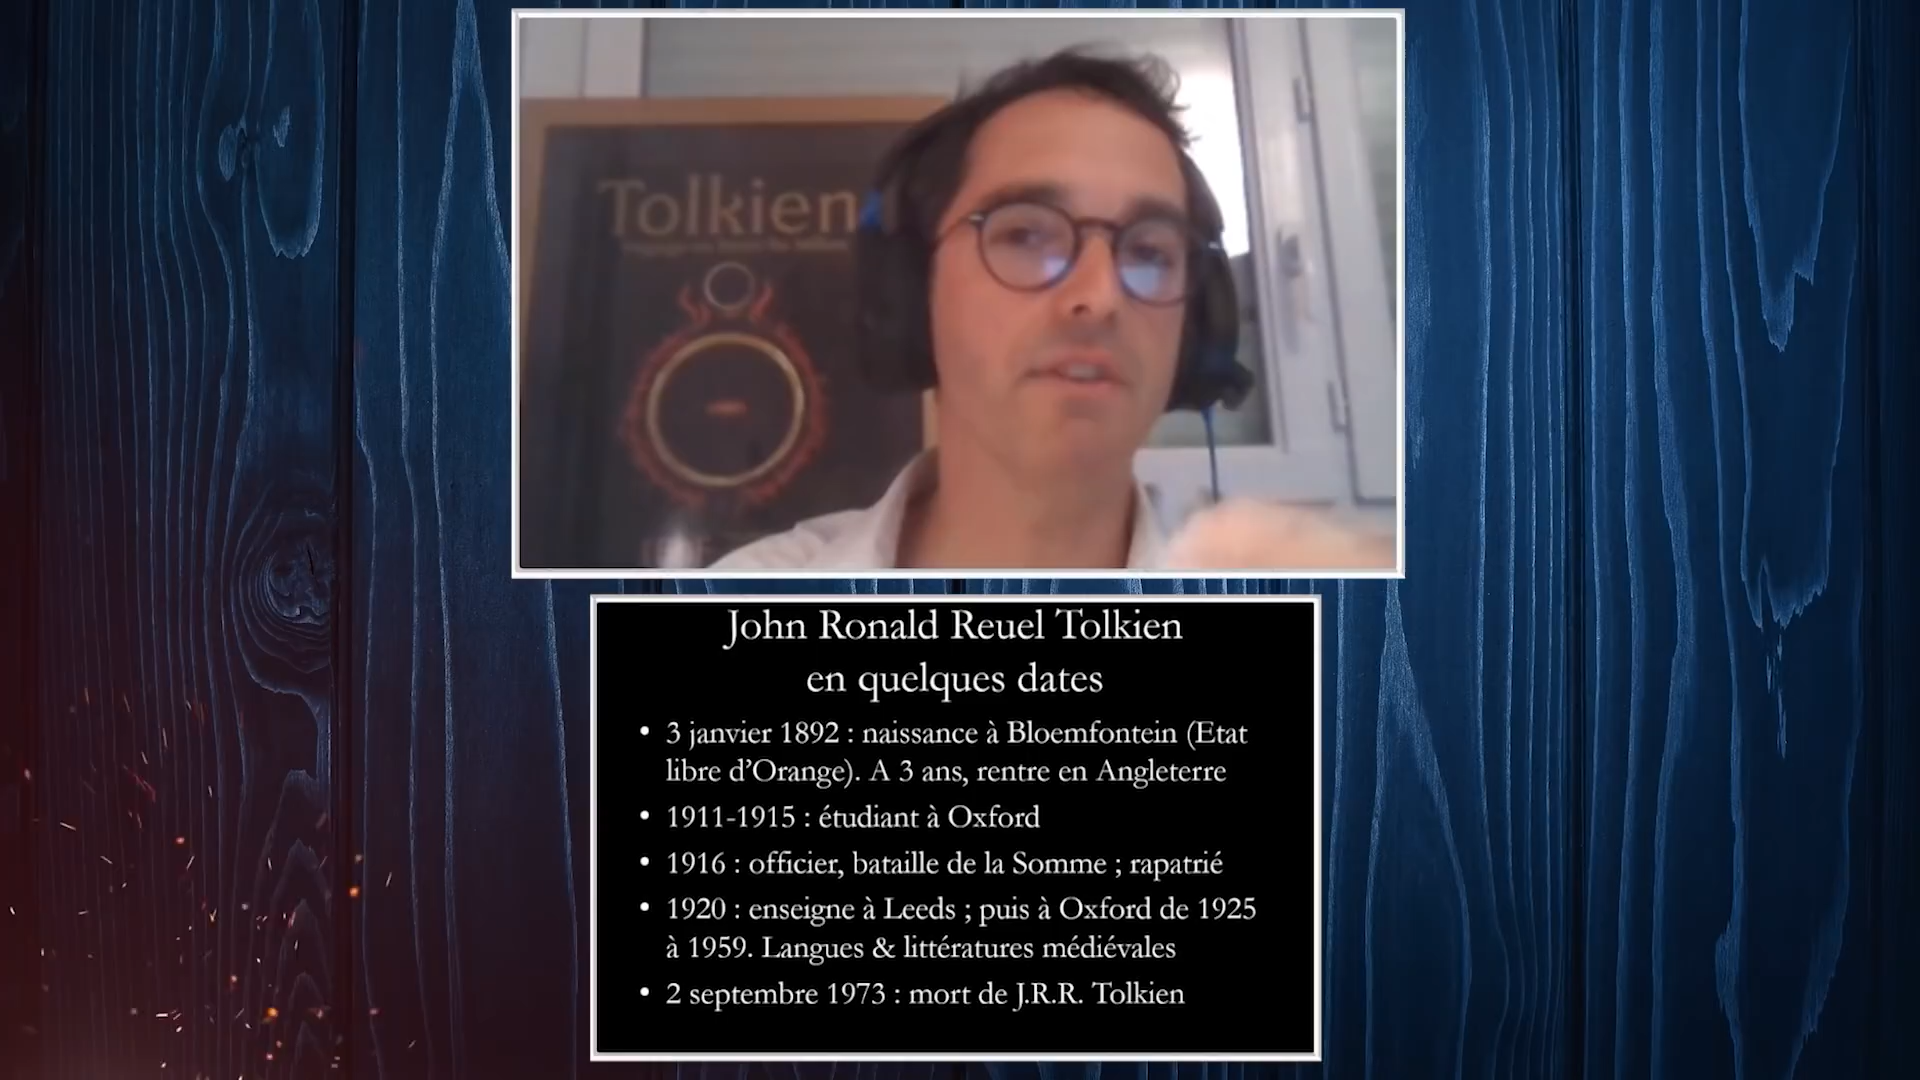 Tolkien
John Ronald Reuel Tolkien
en quelques dates
• 3 janvier 1892 : naissance à Bloemfontein (Etat
libre d'Orange). A 3 ans, rentre en Angleterre
• 1911-1915 : étudiant à Oxford
• 1916 : officier, bataille de la Somme ; rapatrié
• 1920 : enseigne à Leeds ; puis à Oxford de 1925
à 1959. Langues & littératures médiévales
• 2 septembre 1973 : mort de J.R.R. Tolkien